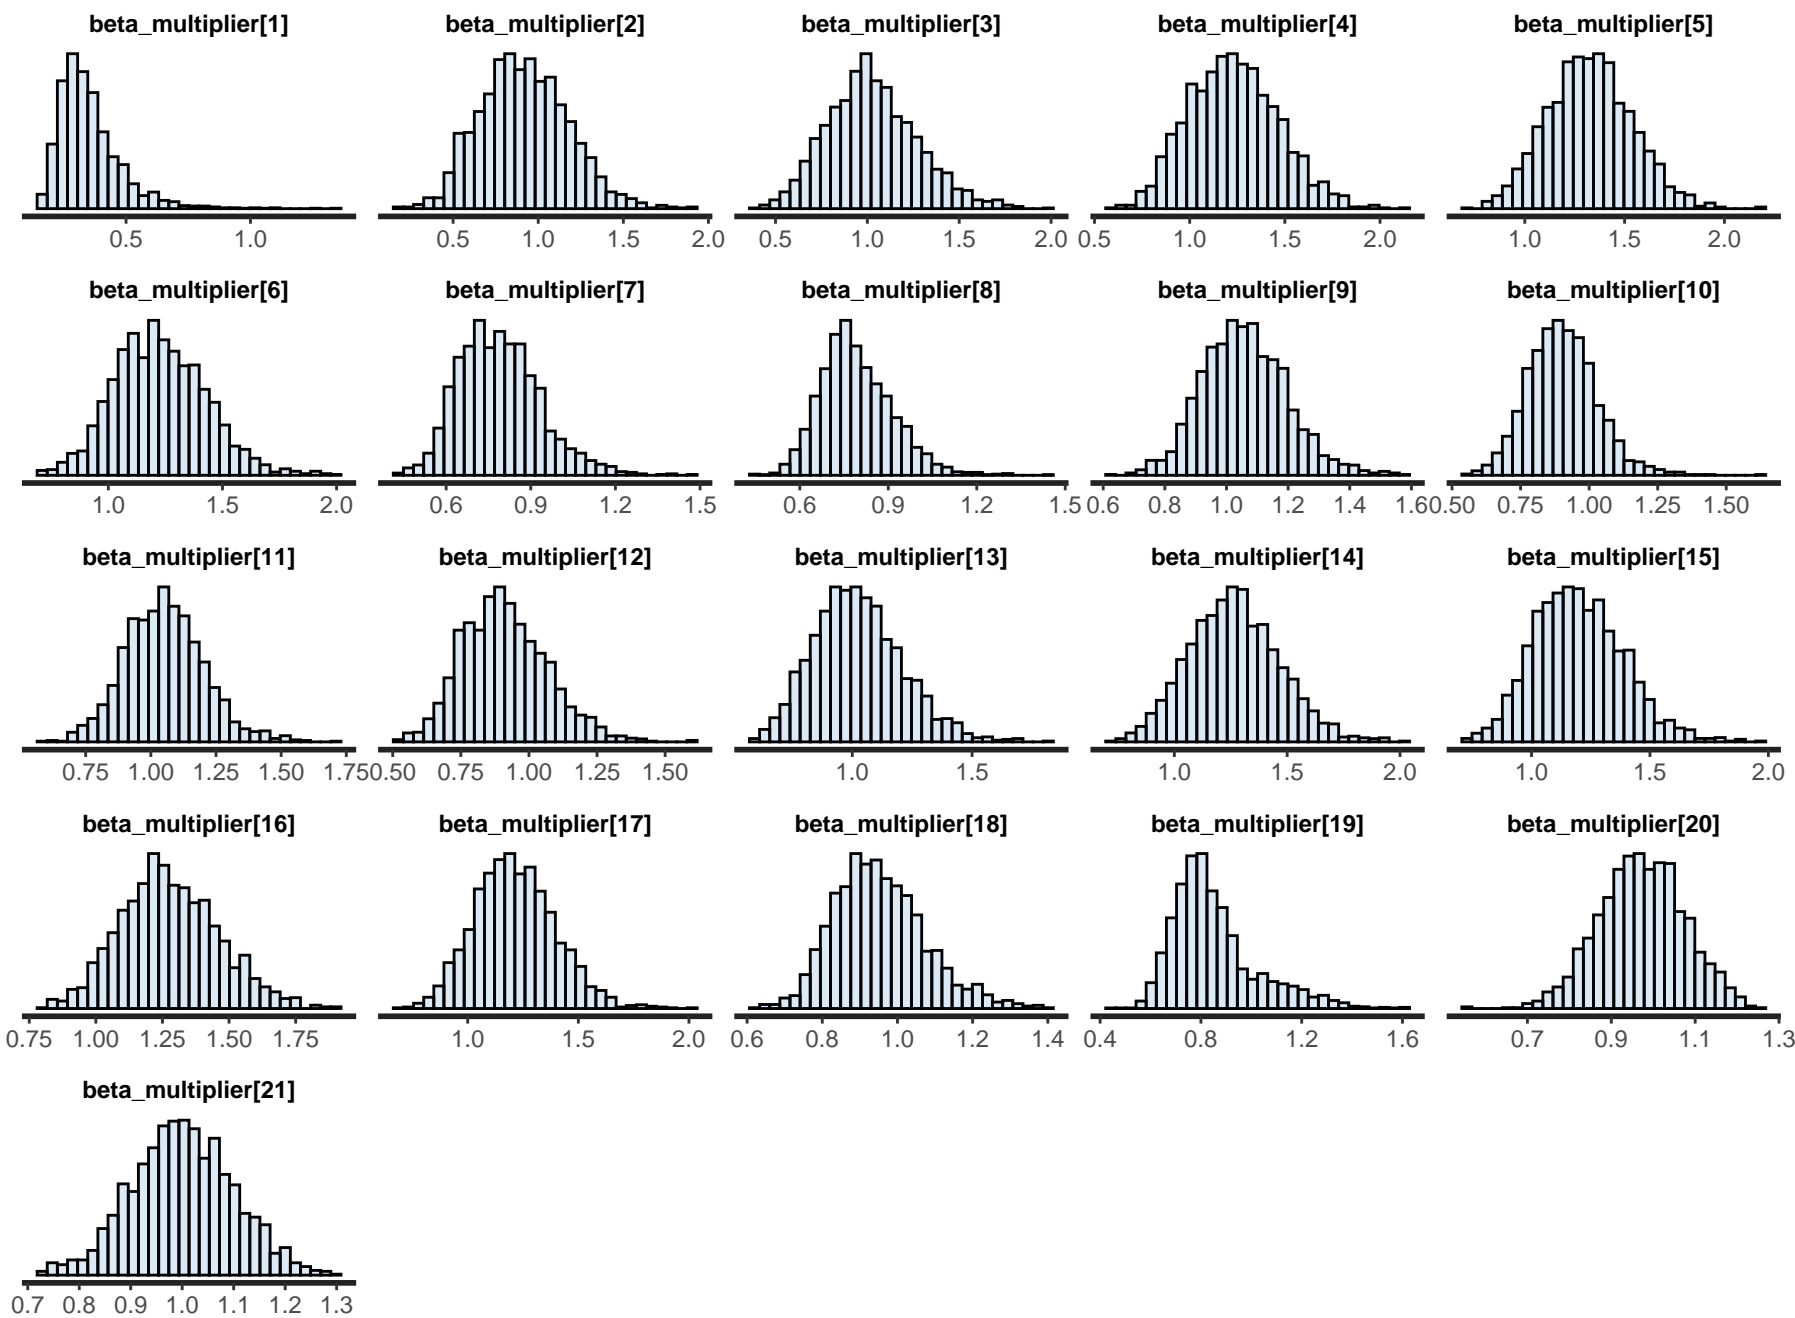 beta_multiplier[1] beta_multiplier[2] beta_multiplier[3] beta_multiplier[4] beta_multiplier[5]
0.5 1.0 0.5 1.0 1.5 2.0 0.5 1.0 1.5 2.0 0.5 1.0 1.5 2.0 1.0 1.5 2.0
beta_multiplier[6] beta_multiplier[7] beta_multiplier[8] beta_multiplier[9] beta_multiplier[10]
1.0 1.5 2.0 0.6 0.9 1.2 1.5 0.6 0.9 1.2 1.5 0.6 0.8 1.0 1.2 1.4 1.6 0.50 0.75 1.00 1.25 1.50
beta_multiplier[11] beta_multiplier[12] beta_multiplier[13] beta_multiplier[14] beta_multiplier[15]
0.75 1.00 1.25 1.50 1.75 0.50 0.75 1.00 1.25 1.50 1.0 1.5 1.0 1.5 2.0 1.0 1.5 2.0
beta_multiplier[16] beta_multiplier[17] beta_multiplier[18] beta_multiplier[19] beta_multiplier[20]
0.75 1.00 1.25 1.50 1.75 1.0 1.5 2.0 0.6 0.8 1.0 1.2 1.4 0.4 0.8 1.2 1.6 0.7 0.9 1.1 1.3
beta_multiplier[21]
0.7 0.8 0.9 1.0 1.1 1.2 1.3